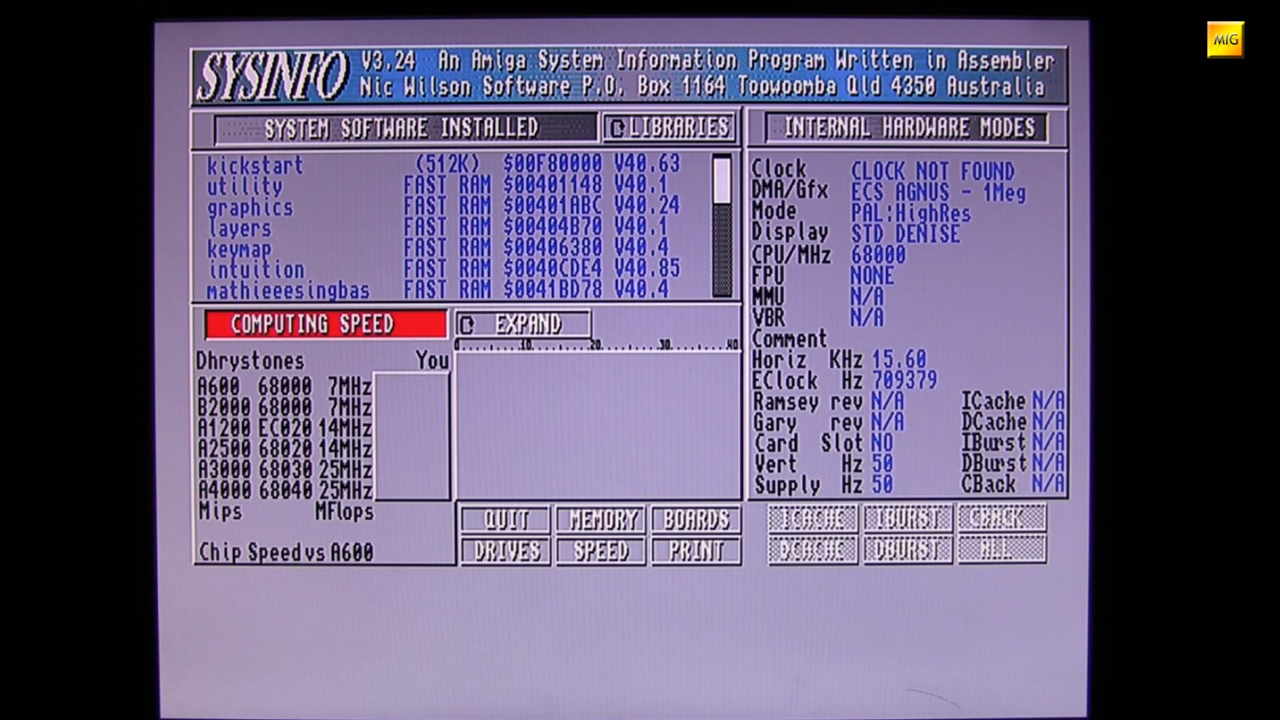 MIG
SYSINFO
V3.24 An Amiga System Information Program Written in Assembler
Nic Wilson Software P.O. Box 1164 Toowoomba Qld 4350 Australia
SYSTEM SOFTWARE INSTALLED
LIBRARIES
kickstart (512K) $00F80000 V40.63
utility FAST RAM $00401148 V40.1
graphics FAST RAM $00401ABC V40.24
layers FAST RAM $00404B70 V40.1
keymap FAST RAM $00406380 V40.4
intuition FAST RAM $0040CDE4 V40.85
mathieeesingbas FAST RAM $0041BD78 V40.4
INTERNAL HARDWARE MODES
Clock CLOCK NOT FOUND
DMA/Gfx ECS AGNUS - 1Meg
Mode PAL:HighRes
Display STD DENISE
CPU/MHz 68000
FPU NONE
MMU N/A
VBR N/A
Comment
Horiz KHz 15.60
EClock Hz 709379
Ramsey rev N/A ICache N/A
Gary rev N/A DCache N/A
Card Slot NO IBurst N/A
Vert Hz 50 DBurst N/A
Supply Hz 50 CBack N/A
COMPUTING SPEED
EXPAND
0 10 20 30 40
Dhrystones You
A600 68000 7MHz
B2000 68000 7MHz
A1200 EC020 14MHz
A2500 68020 14MHz
A3000 68030 25MHz
A4000 68040 25MHz
Mips MFlops
Chip Speed vs A600
QUIT MEMORY BOARDS
DRIVES SPEED PRINT
ICACHE IBURST CBACK
DCACHE DBURST ALL